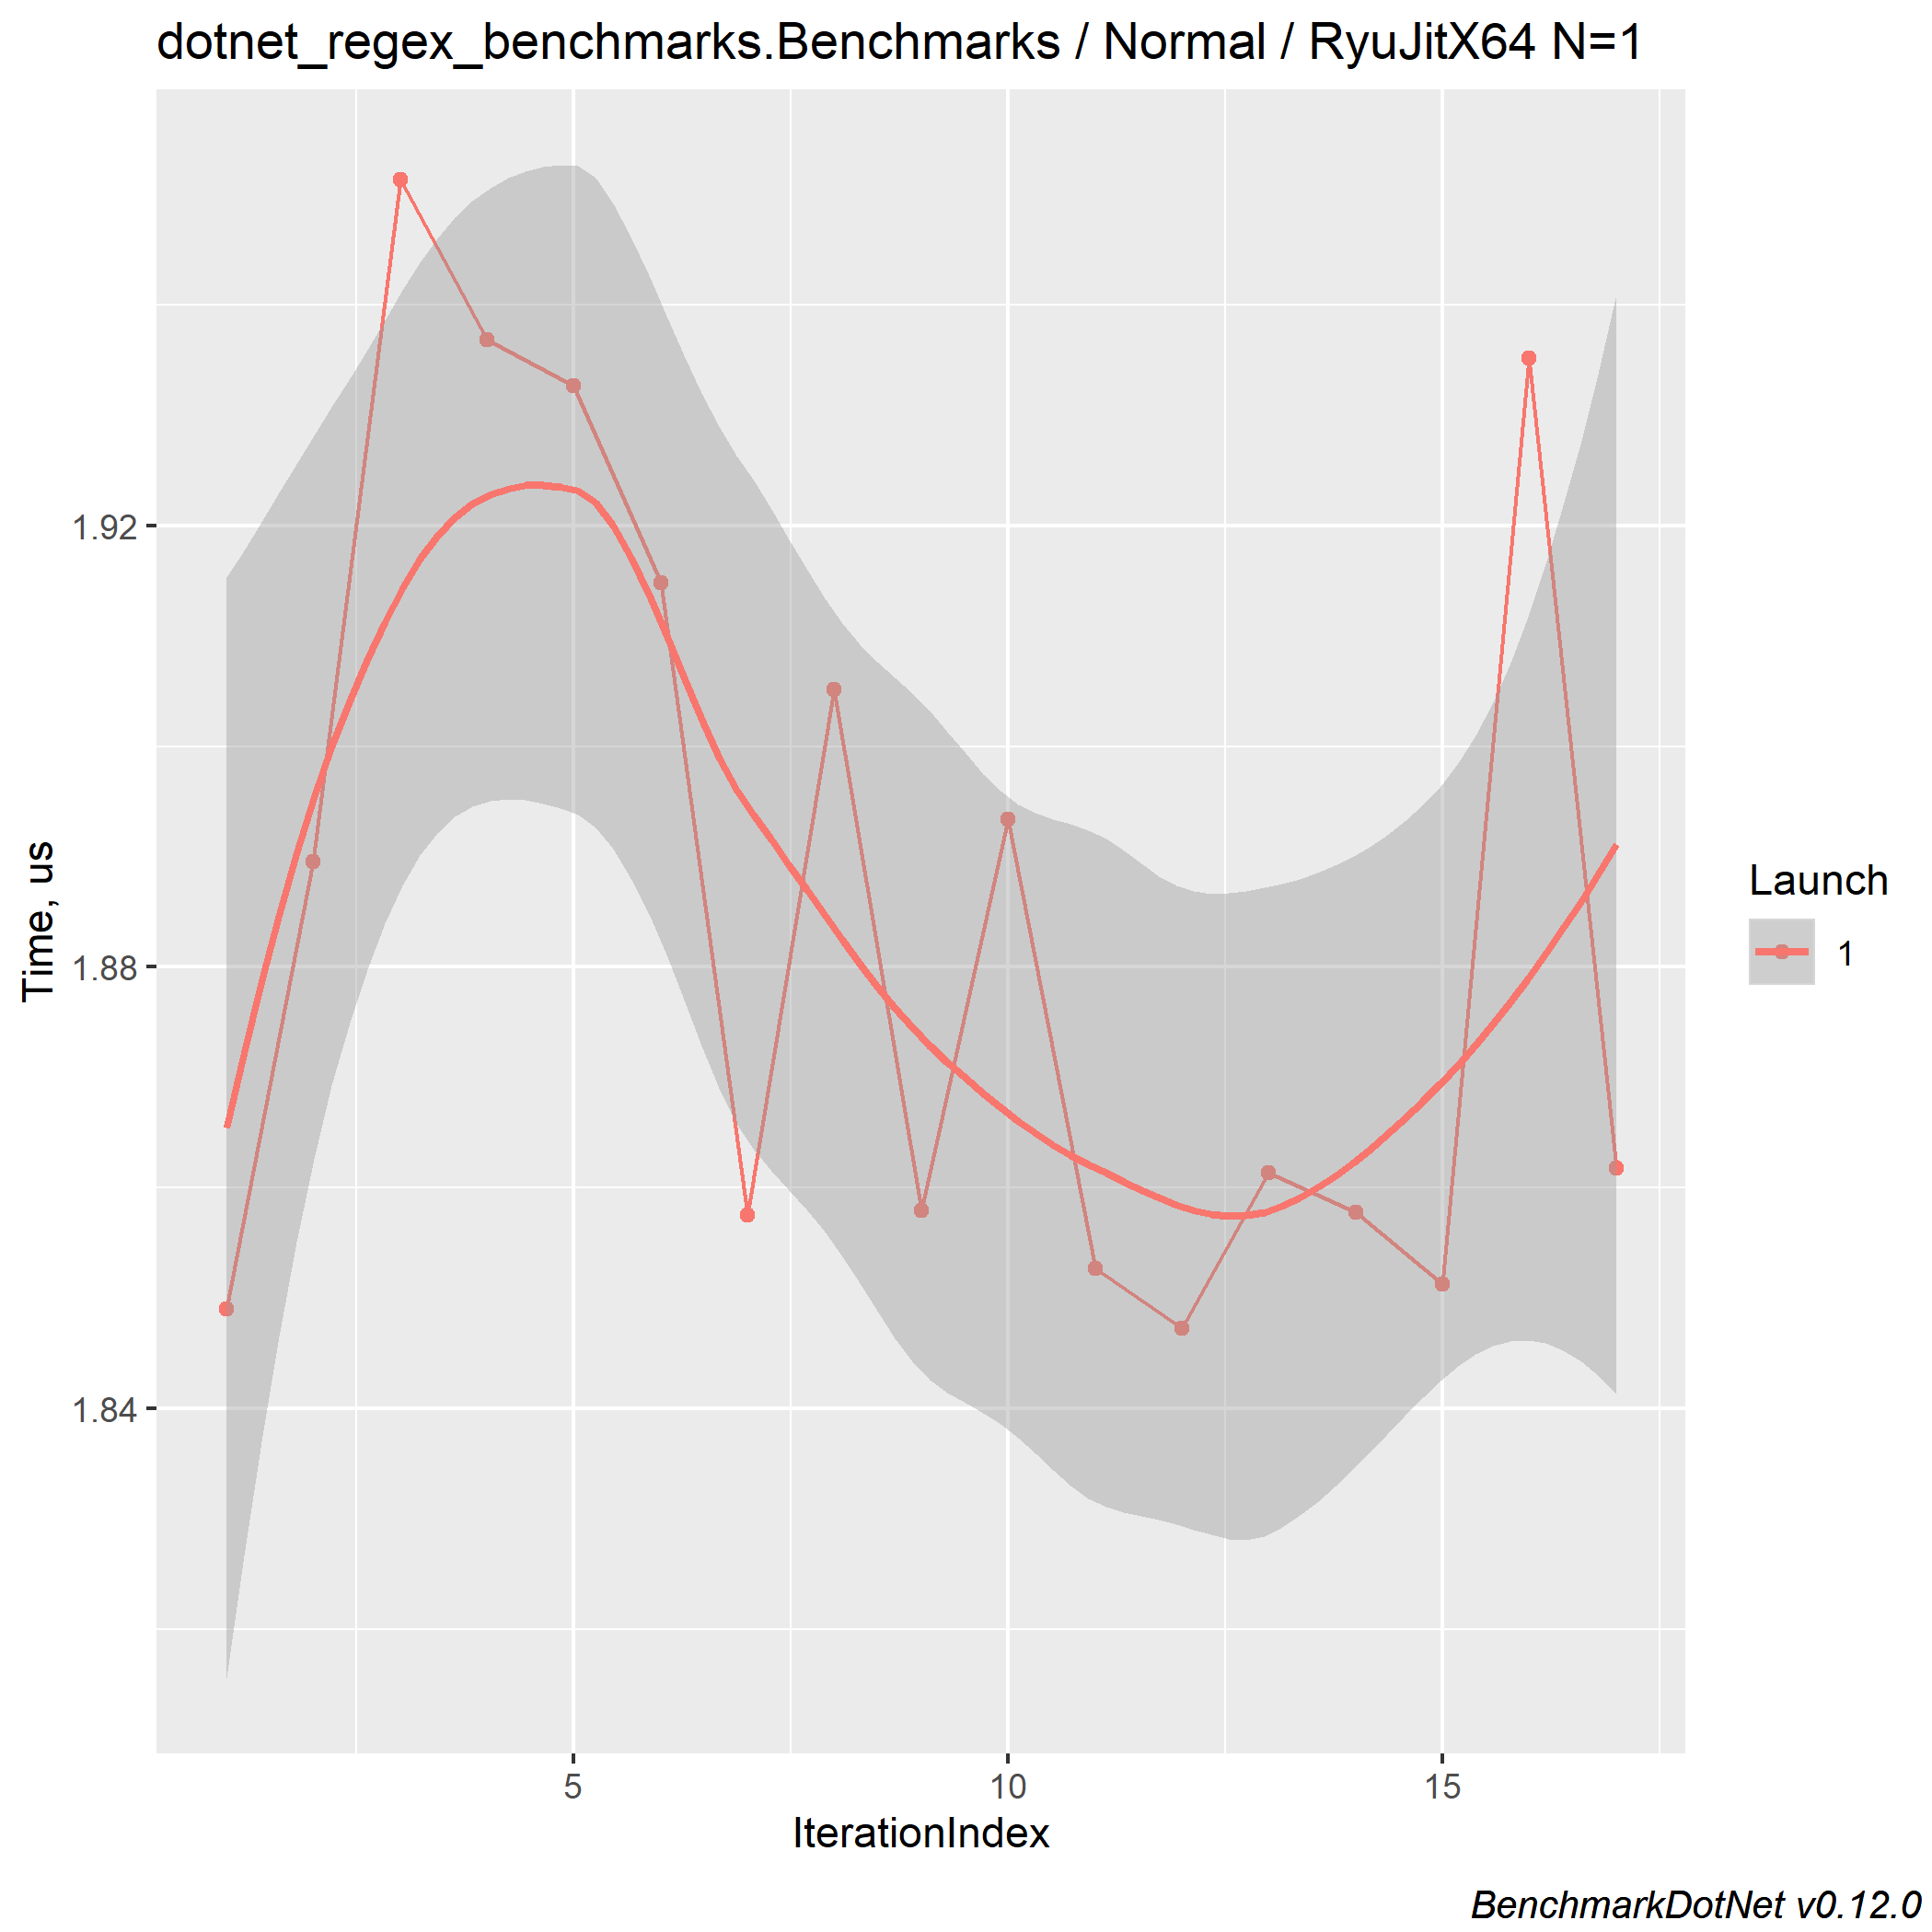 dotnet_regex_benchmarks.Benchmarks / Normal / RyuJitX64 N=1
Time, us
1.92
1.88
1.84
5
10
15
IterationIndex
Launch
1
BenchmarkDotNet v0.12.0